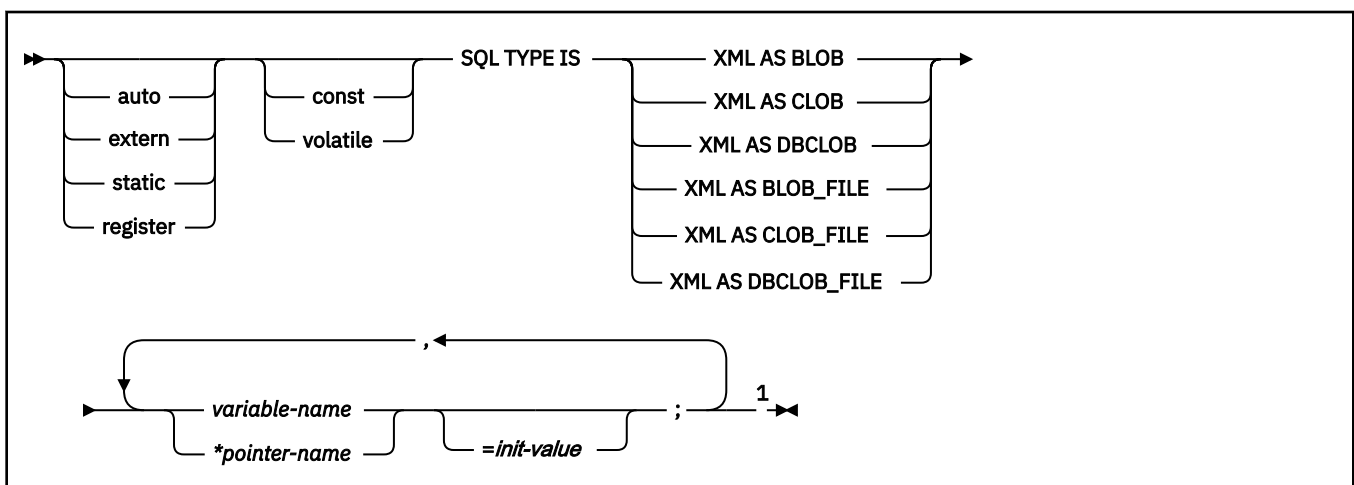 SQL TYPE IS XML AS BLOB
auto const XML AS CLOB
extern volatile XML AS DBCLOB
static XML AS BLOB_FILE
register XML AS CLOB_FILE
XML AS DBCLOB_FILE
,
variable-name ; 1
*pointer-name =init-value